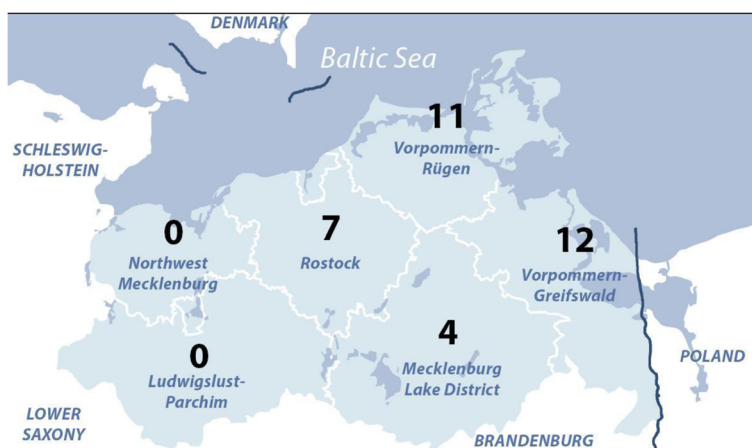 DENMARK
Baltic Sea
11
Vorpommern-
Rügen
SCHLESWIG-
HOLSTEIN
0
Northwest
Mecklenburg
7
Rostock
12
Vorpommern-
Greifswald
0
Ludwigslust-
Parchim
4
Mecklenburg
Lake District
POLAND
LOWER
SAXONY
BRANDENBURG